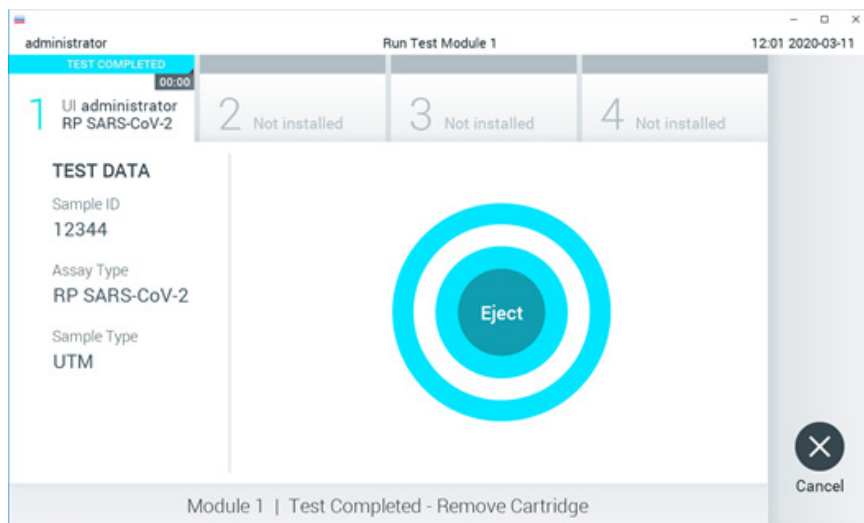 administrator Run Test Module 1 12:01 2020-03-11
TEST COMPLETED
00:00
1 UI administrator
RP SARS-CoV-2
2 Not installed
3 Not installed
4 Not installed
TEST DATA
Sample ID
12344
Assay Type
RP SARS-CoV-2
Sample Type
UTM
Eject
Cancel
Module 1 | Test Completed - Remove Cartridge